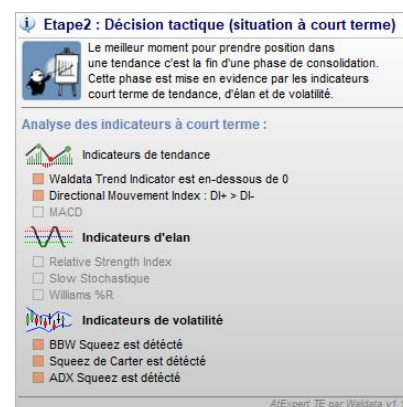 Etape2 : Décision tactique (situation à court terme)
Le meilleur moment pour prendre position dans
une tendance c'est la fin d'une phase de consolidation.
Cette phase est mise en evidence par les indicateurs
court terme de tendance, d'élan et de volatilité.
Analyse des indicateurs à court terme :
Indicateurs de tendance
Waldata Trend Indicator est en-dessous de 0
Directional Mouvement Index : DI+ > DI-
MACD
Indicateurs d'elan
Relative Strength Index
Slow Stochastique
Williams %R
Indicateurs de volatilité
BBW Squeez est détécté
Squeez de Carter est détécté
ADX Squeez est détécté
AtExpert TE par Waldata v1.